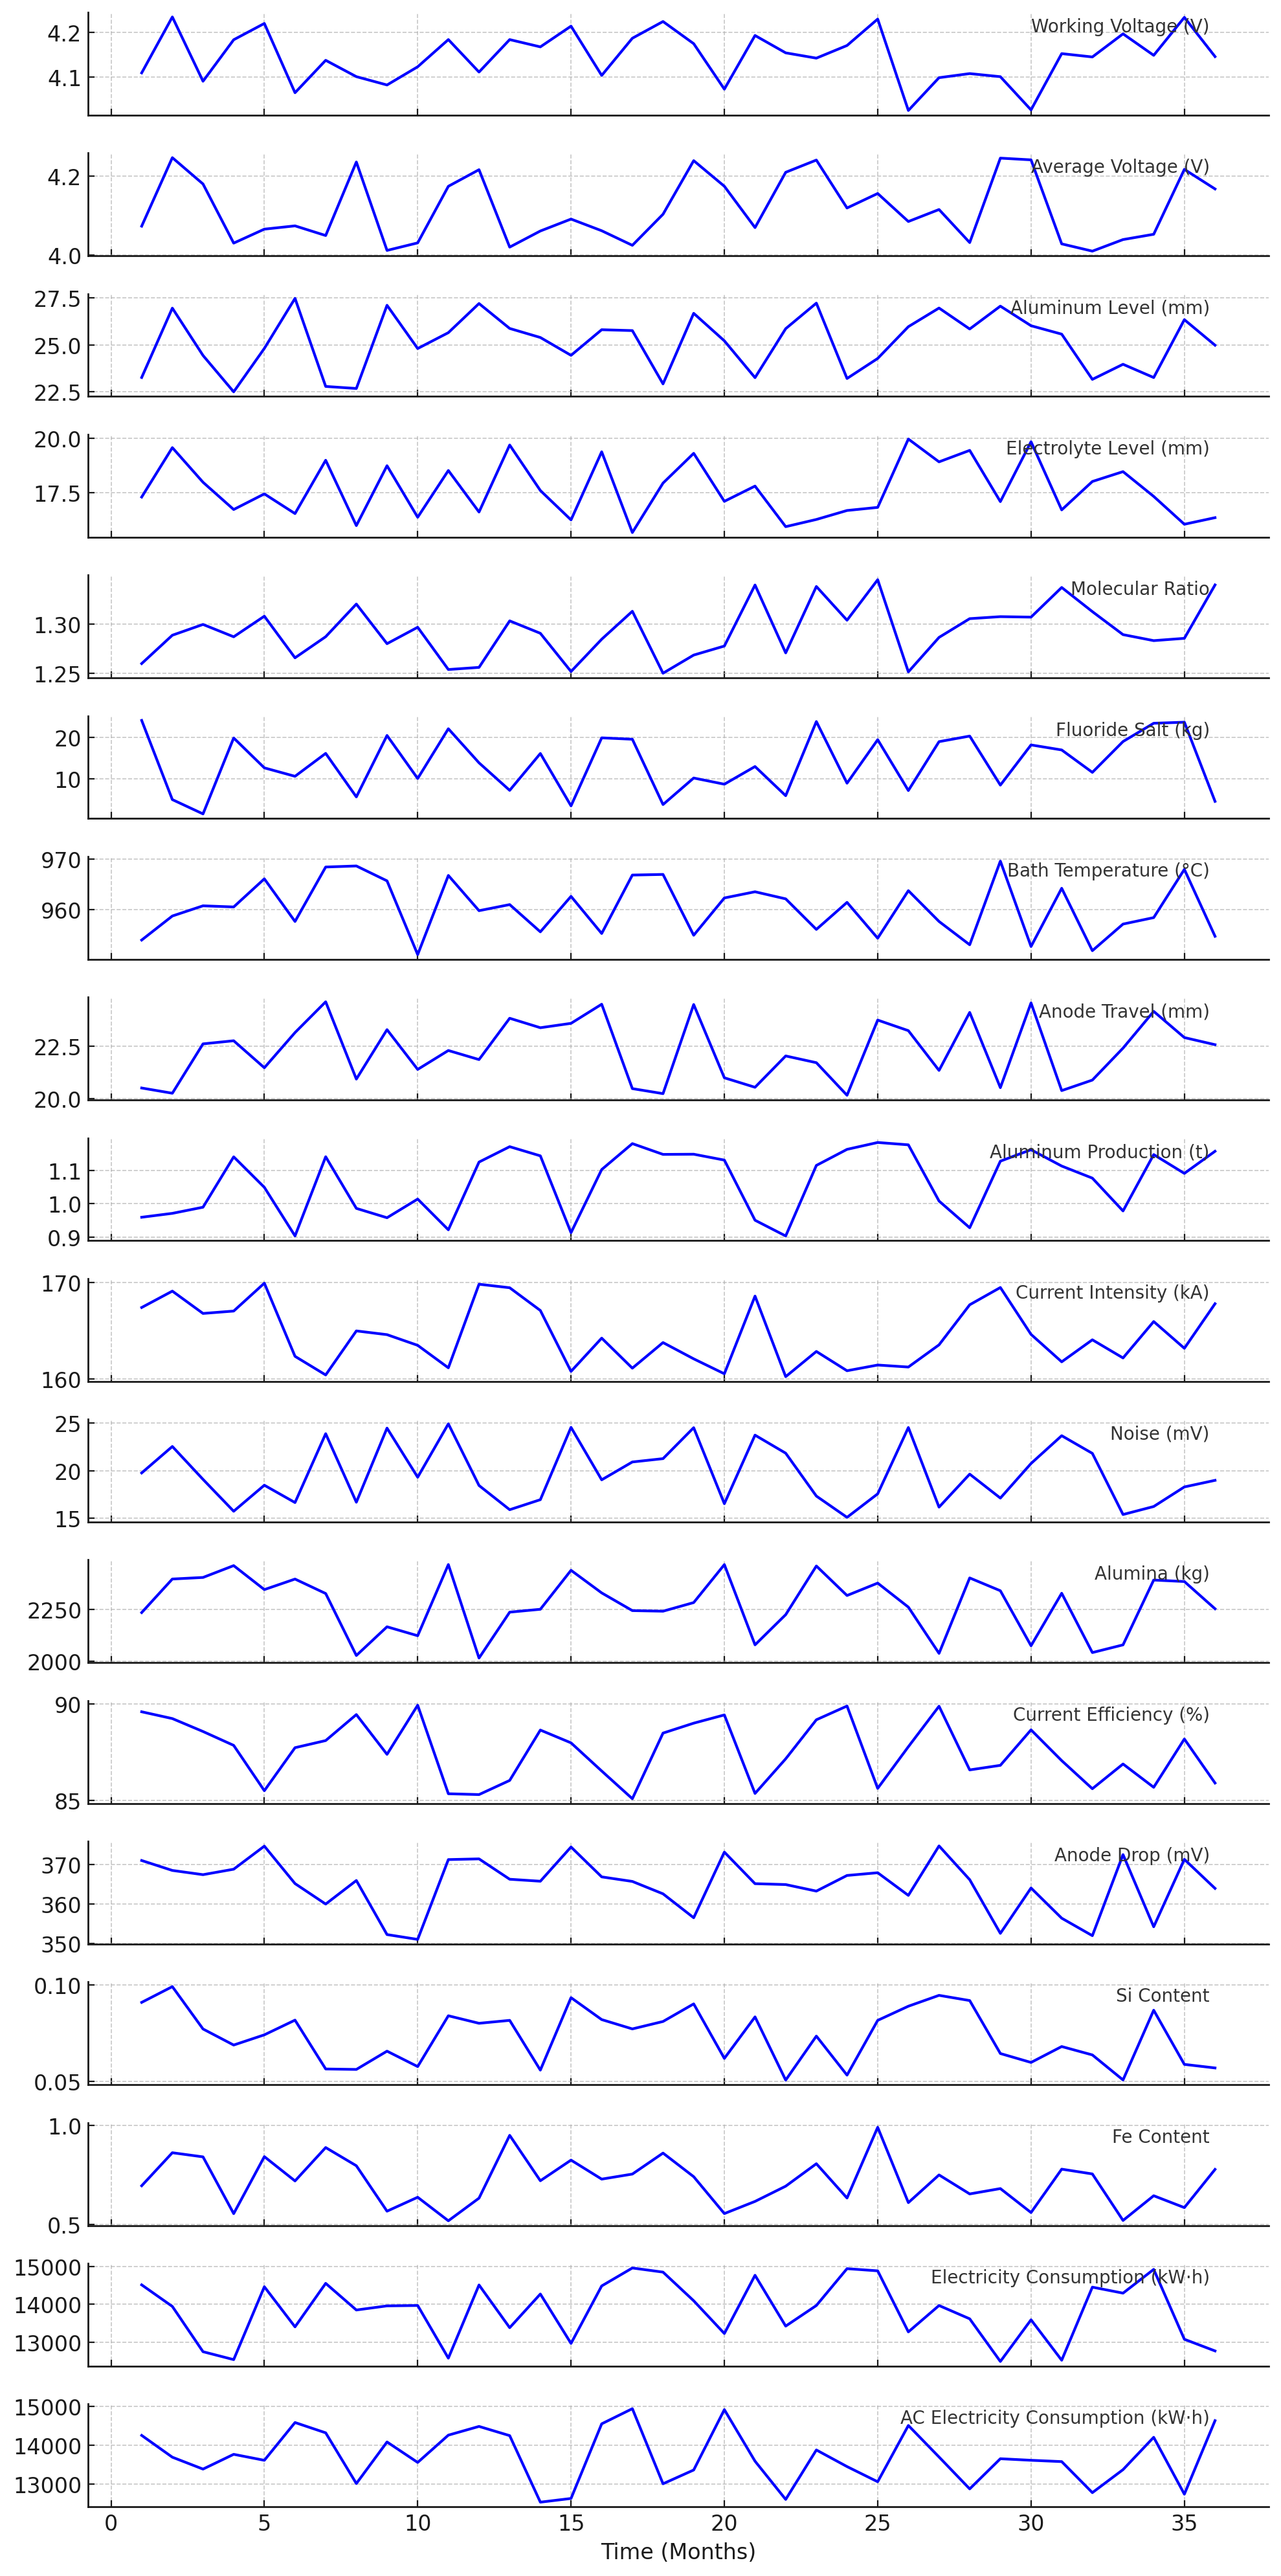 Working Voltage (V)
4.2
4.1
Average Voltage (V)
4.2
4.0
Aluminum Level (mm)
27.5
25.0
22.5
Electrolyte Level (mm)
20.0
17.5
Molecular Ratio
1.30
1.25
Fluoride Salt (kg)
20
10
Bath Temperature (°C)
970
960
Anode Travel (mm)
22.5
20.0
Aluminum Production (t)
1.1
1.0
0.9
Current Intensity (kA)
170
160
Noise (mV)
25
20
15
Alumina (kg)
2250
2000
Current Efficiency (%)
90
85
Anode Drop (mV)
370
360
350
Si Content
0.10
0.05
Fe Content
1.0
0.5
Electricity Consumption (kW·h)
15000
14000
13000
AC Electricity Consumption (kW·h)
15000
14000
13000
0 5 10 15 20 25 30 35
Time (Months)